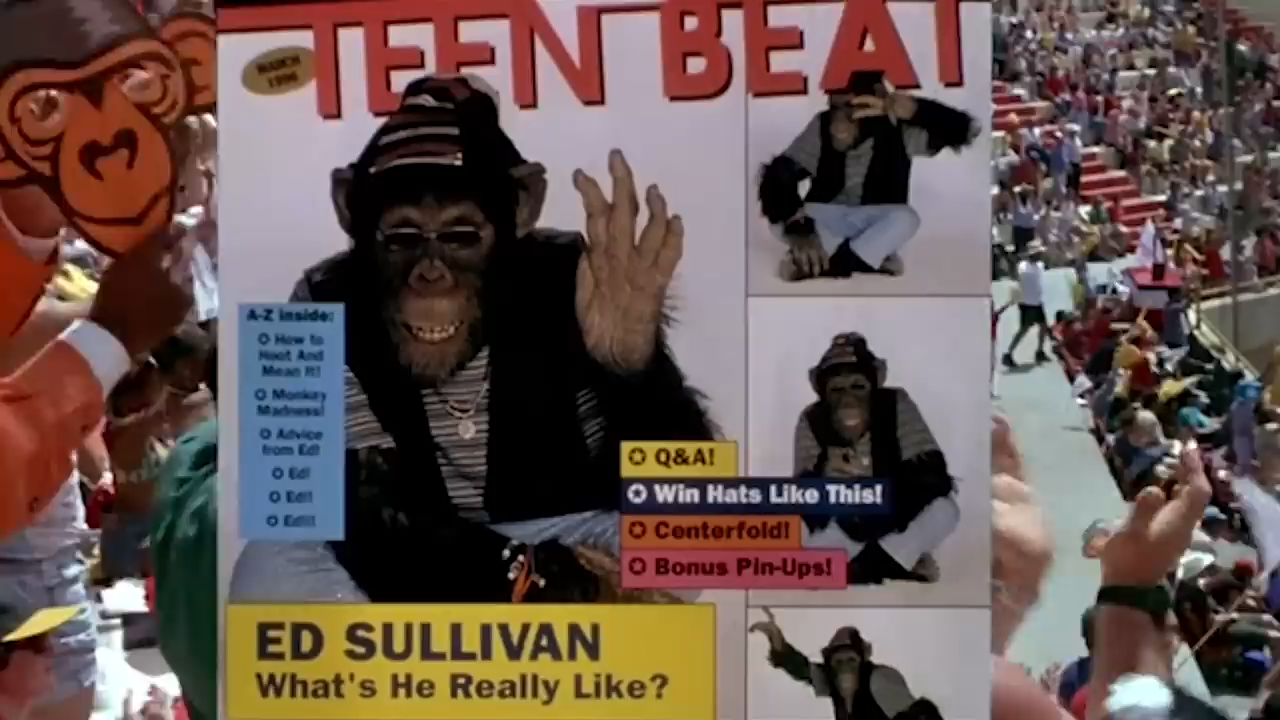 TEEN BEAT
MARCH
1996
A-Z inside:
✪ How to
Hoot And
Mean It!
✪ Monkey
Madness!
✪ Advice
from Ed!
✪ Ed!
✪ Ed!!
✪ Ed!!!
✪ Q&A!
✪ Win Hats Like This!
✪ Centerfold!
✪ Bonus Pin-Ups!
ED SULLIVAN
What's He Really Like?